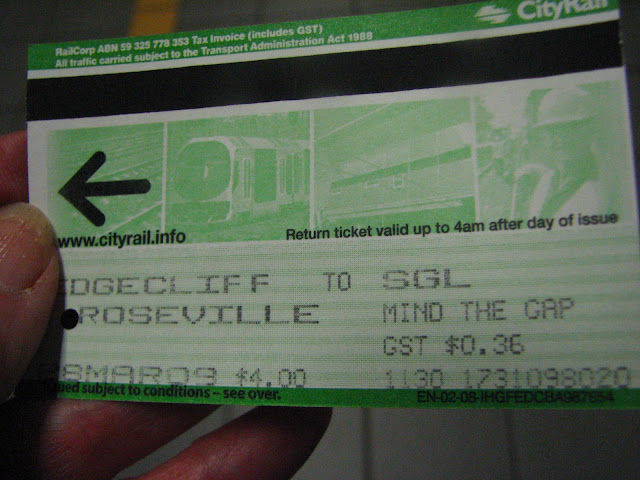 CityRail
RailCorp ABN 59 325 778 353 Tax Invoice (includes GST)
All traffic carried subject to the Transport Administration Act 1988
www.cityrail.info
Return ticket valid up to 4am after day of issue
EDGECLIFF TO SGL
ROSEVILLE MIND THE GAP
GST $0.36
MAR09 $4.00 1130 1731098020
subject to conditions – see over.
EN-02-08-IHGFEDCBA987654